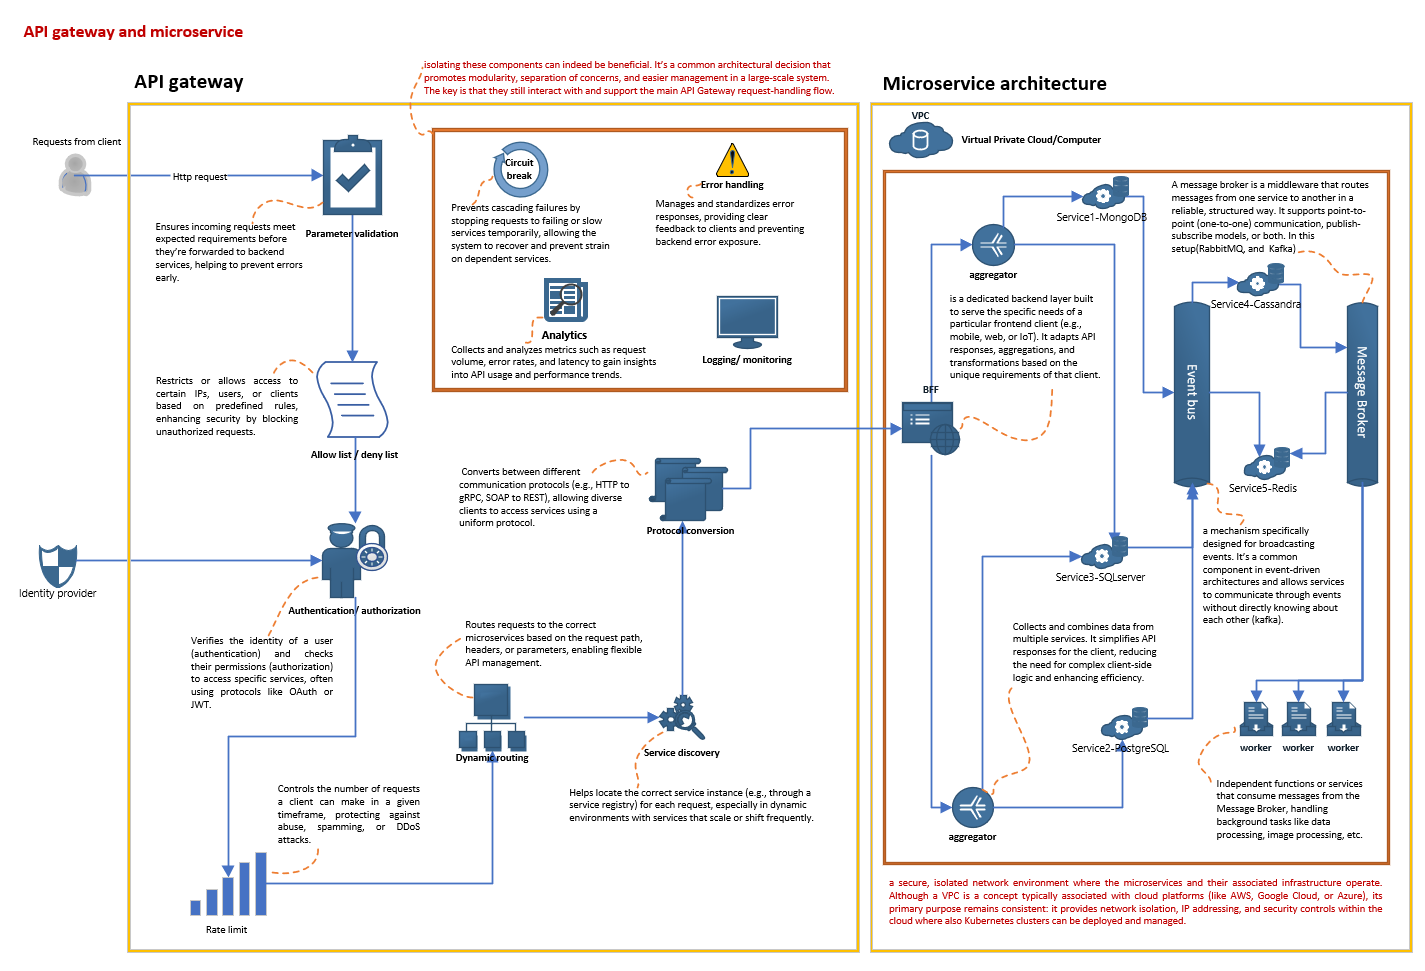 API gateway and microservice
API gateway
isolating these components can indeed be beneficial. It's a common architectural decision that
promotes modularity, separation of concerns, and easier management in a large-scale system.
The key is that they still interact with and support the main API Gateway request-handling flow.
Requests from client
Http request
Parameter validation
Ensures incoming requests meet
expected requirements before
they're forwarded to backend
services, helping to prevent errors
early.
Circuit
break
Prevents cascading failures by
stopping requests to failing or slow
services temporarily, allowing the
system to recover and prevent strain
on dependent services.
Error handling
Manages and standardizes error
responses, providing clear
feedback to clients and preventing
backend error exposure.
Analytics
Collects and analyzes metrics such as request
volume, error rates, and latency to gain insights
into API usage and performance trends.
Logging/ monitoring
Restricts or allows access to
certain IPs, users, or clients
based on predefined rules,
enhancing security by blocking
unauthorized requests.
Allow list / deny list
Identity provider
Authentication/ authorization
Verifies the identity of a user
(authentication) and checks
their permissions (authorization)
to access specific services, often
using protocols like OAuth or
JWT.
Controls the number of requests
a client can make in a given
timeframe, protecting against
abuse, spamming, or DDoS
attacks.
Rate limit
Converts between different
communication protocols (e.g., HTTP to
gRPC, SOAP to REST), allowing diverse
clients to access services using a
uniform protocol.
Protocol conversion
Routes requests to the correct
microservices based on the request path,
headers, or parameters, enabling flexible
API management.
Dynamic routing
Service discovery
Helps locate the correct service instance (e.g., through a
service registry) for each request, especially in dynamic
environments with services that scale or shift frequently.
Microservice architecture
VPC
Virtual Private Cloud/Computer
Service1-MongoDB
A message broker is a middleware that routes
messages from one service to another in a
reliable, structured way. It supports point-to-
point (one-to-one) communication, publish-
subscribe models, or both. In this
setup(RabbitMQ, and Kafka)
aggregator
is a dedicated backend layer built
to serve the specific needs of a
particular frontend client (e.g.,
mobile, web, or IoT). It adapts API
responses, aggregations, and
transformations based on the
unique requirements of that client.
BFF
Service4-Cassandra
Event bus
Message Broker
Service5-Redis
a mechanism specifically
designed for broadcasting
events. It's a common
component in event-driven
architectures and allows services
to communicate through events
without directly knowing about
each other (kafka).
Service3-SQLserver
Collects and combines data from
multiple services. It simplifies API
responses for the client, reducing
the need for complex client-side
logic and enhancing efficiency.
Service2-PostgreSQL
worker
worker
worker
Independent functions or services
that consume messages from the
Message Broker, handling
background tasks like data
processing, image processing, etc.
aggregator
a secure, isolated network environment where the microservices and their associated infrastructure operate.
Although a VPC is a concept typically associated with cloud platforms (like AWS, Google Cloud, or Azure), its
primary purpose remains consistent: it provides network isolation, IP addressing, and security controls within the
cloud where also Kubernetes clusters can be deployed and managed.